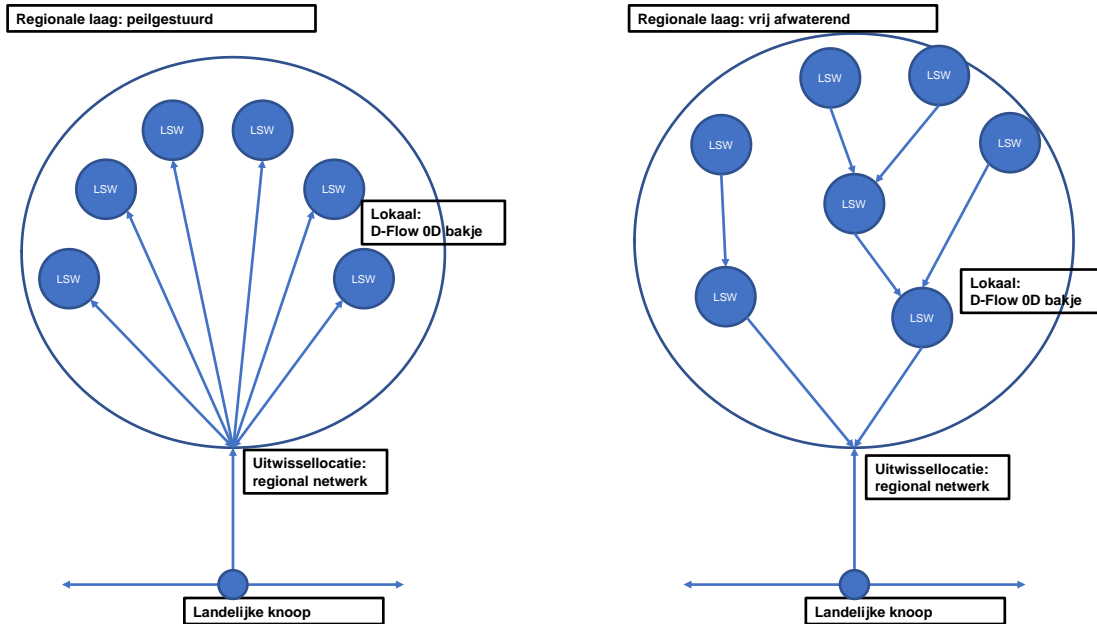 Regionale laag: peilgestuurd
LSW
LSW
LSW
LSW
LSW
LSW
Lokaal:
D-Flow 0D bakje
Uitwissellocatie:
regional netwerk
Landelijke knoop
Regionale laag: vrij afwaterend
LSW
LSW
LSW
LSW
LSW
LSW
LSW
Lokaal:
D-Flow 0D bakje
Uitwissellocatie:
regional netwerk
Landelijke knoop